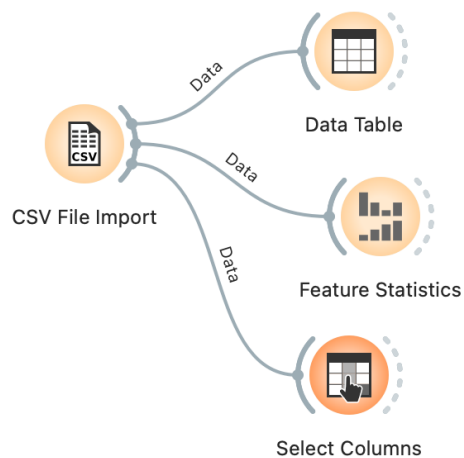 Data
Data Table
CSV
Data
CSV File Import
Data
Feature Statistics
Select Columns